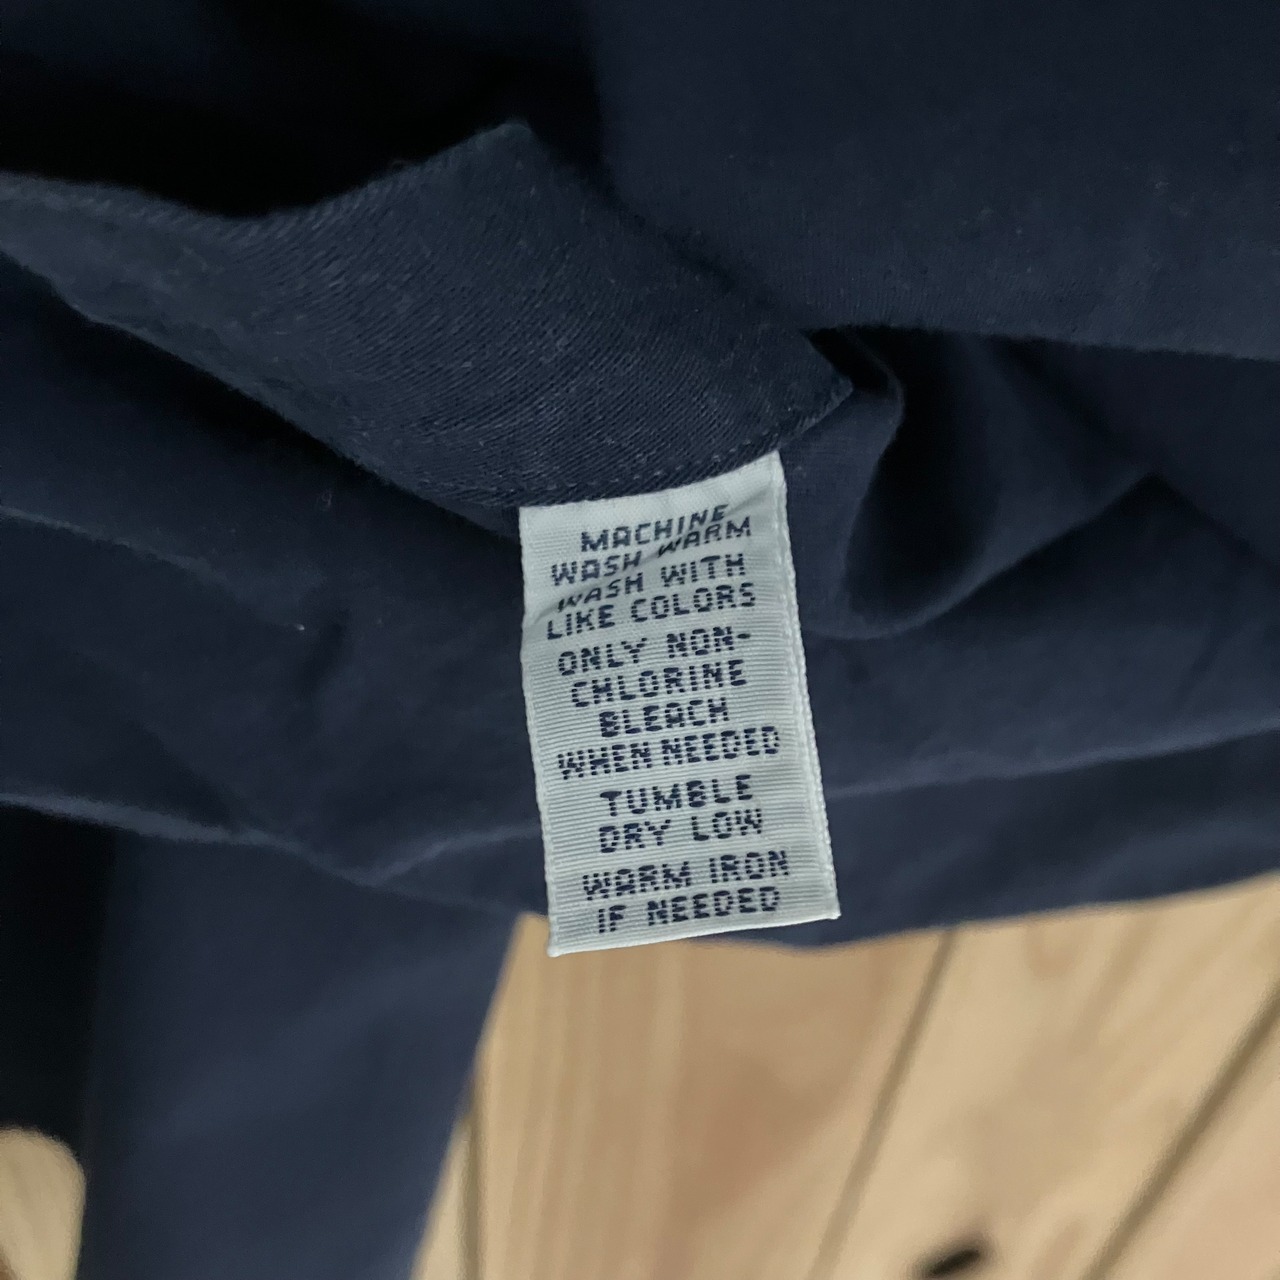 MACHINE
WASH WARM
WASH WITH
LIKE COLORS
ONLY NON-
CHLORINE
BLEACH
WHEN NEEDED
TUMBLE
DRY LOW
WARM IRON
IF NEEDED